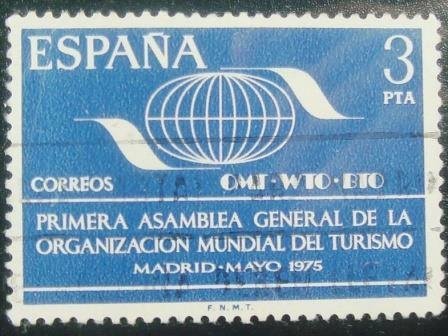 ESPAÑA 3
PTA
CORREOS OMT·WTO·BTO
PRIMERA ASAMBLEA GENERAL DE LA
ORGANIZACION MUNDIAL DEL TURISMO
MADRID-MAYO 1975
F.N.M.T.